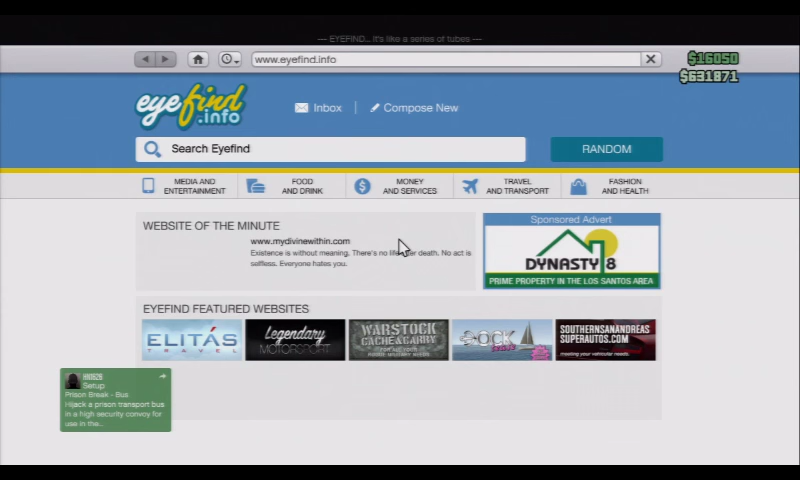 --- EYEFIND... It's like a series of tubes ---
www.eyefind.info
$16050
$631871
eyefind
.info
Inbox
Compose New
Search Eyefind
RANDOM
MEDIA AND
ENTERTAINMENT
FOOD
AND DRINK
MONEY
AND SERVICES
TRAVEL
AND TRANSPORT
FASHION
AND HEALTH
WEBSITE OF THE MINUTE
www.mydivinewithin.com
Existence is without meaning. There's no life after death. No act is
selfless. Everyone hates you.
Sponsored Advert
DYNASTY 8
PRIME PROPERTY IN THE LOS SANTOS AREA
EYEFIND FEATURED WEBSITES
ELITÁS
TRAVEL
Legendary
MOTORSPORT
WARSTOCK
CACHE & CARRY
DOCK
SOUTHERNSANANDREAS
SUPERAUTOS.COM
meeting your vehicular needs
Setup
Prison Break - Bus
Hijack a prison transport bus
in a high security convoy for
use in the...